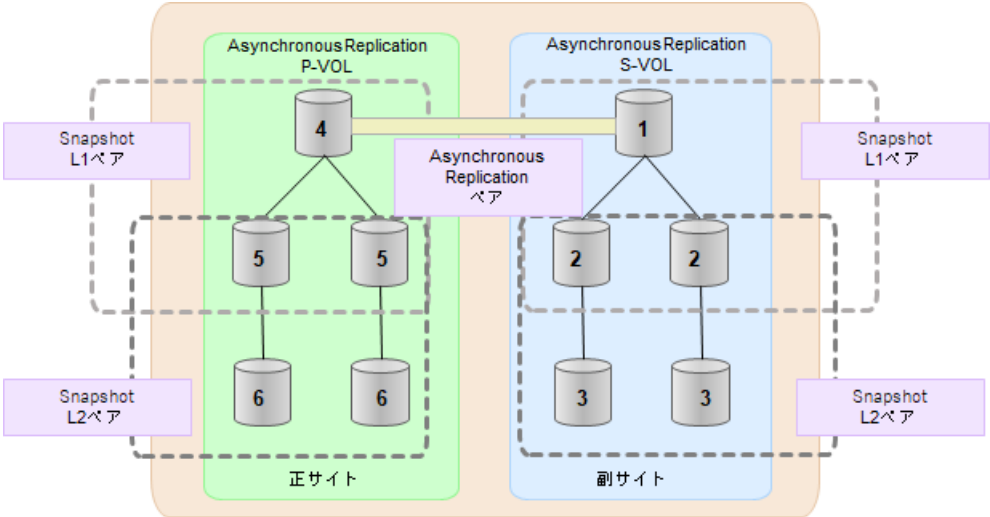 Asynchronous Replication
P-VOL
Asynchronous Replication
S-VOL
4
1
Snapshot
L1ペア
Asynchronous
Replication
ペア
Snapshot
L1ペア
5
5
2
2
6
6
3
3
Snapshot
L2ペア
Snapshot
L2ペア
正サイト
副サイト